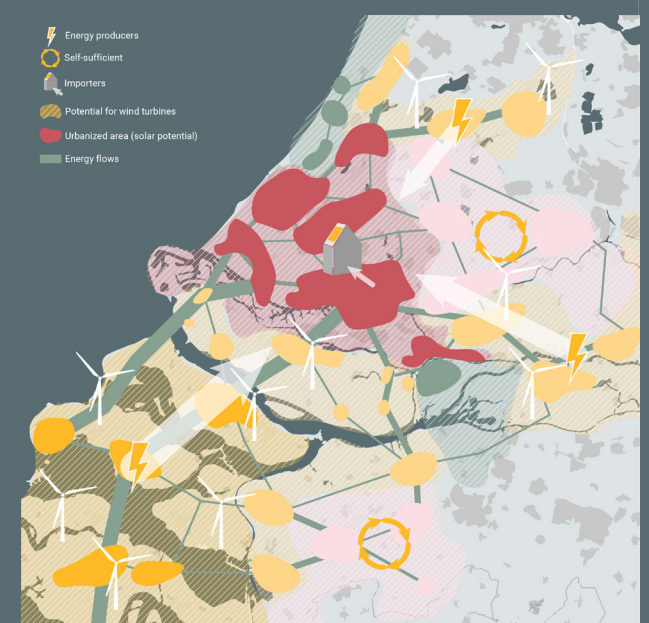 Energy producers
Self-sufficient
Importers
Potential for wind turbines
Urbanized area (solar potential)
Energy flows